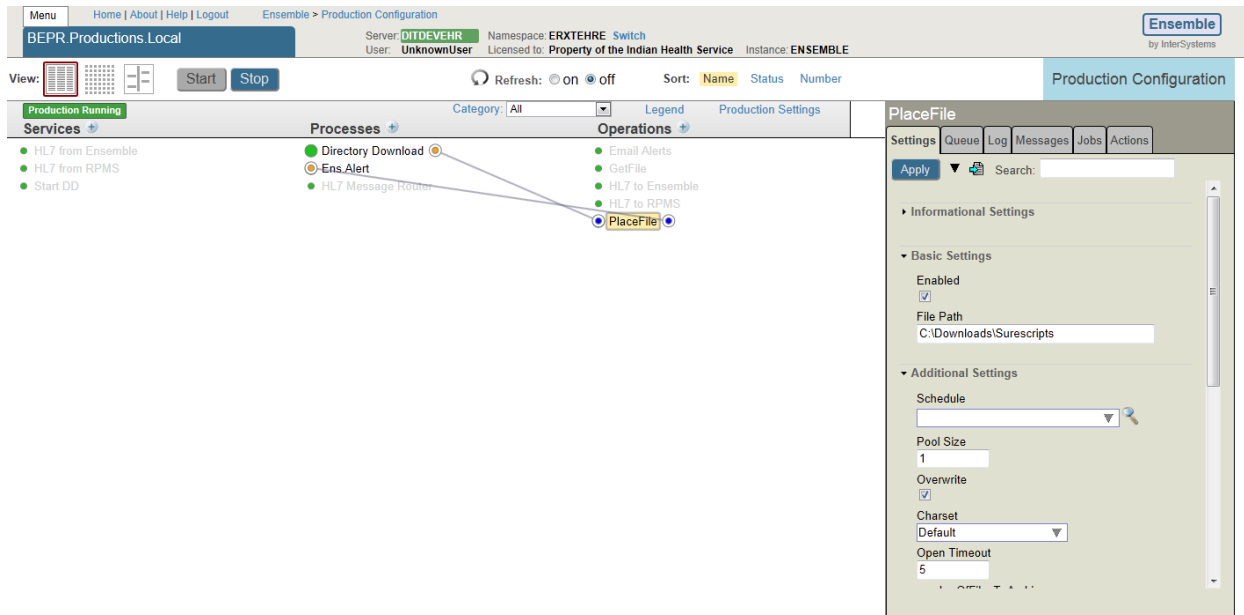 Menu Home | About | Help | Logout Ensemble > Production Configuration
BEPR.Productions.Local
Server: DITDEVEHR Namespace: ERXTEHRE Switch
User: UnknownUser Licensed to: Property of the Indian Health Service Instance: ENSEMBLE
Ensemble
by InterSystems
View: Start Stop Refresh: on off Sort: Name Status Number
Production Configuration
Production Running Category: All Legend Production Settings
Services Processes Operations
HL7 from Ensemble Directory Download Email Alerts
HL7 from RPMS Ens.Alert GetFile
Start DD HL7 Message Router HL7 to Ensemble
HL7 to RPMS
PlaceFile
PlaceFile
Settings Queue Log Messages Jobs Actions
Apply Search:
Informational Settings
Basic Settings
Enabled
File Path
C:\Downloads\Surescripts
Additional Settings
Schedule
Pool Size
1
Overwrite
Charset
Default
Open Timeout
5